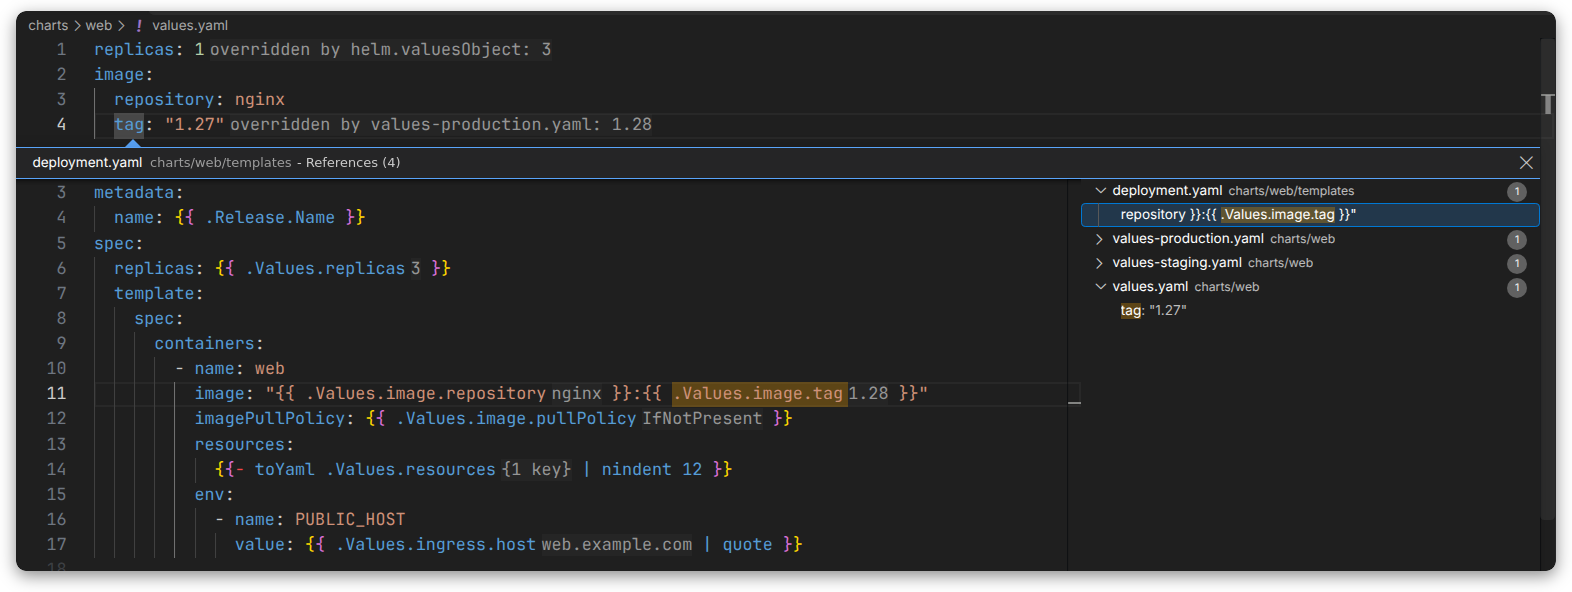 charts > web > ! values.yaml
1 replicas: 1 overridden by helm.valuesObject: 3
2 image:
3 repository: nginx
4 tag: "1.27" overridden by values-production.yaml: 1.28
deployment.yaml charts/web/templates - References (4)
3 metadata:
4 name: {{ .Release.Name }}
5 spec:
6 replicas: {{ .Values.replicas 3 }}
7 template:
8 spec:
9 containers:
10 - name: web
11 image: "{{ .Values.image.repository nginx }}:{{ .Values.image.tag 1.28 }}"
12 imagePullPolicy: {{ .Values.image.pullPolicy IfNotPresent }}
13 resources:
14 {{- toYaml .Values.resources {1 key} | nindent 12 }}
15 env:
16 - name: PUBLIC_HOST
17 value: {{ .Values.ingress.host web.example.com | quote }}
18
deployment.yaml charts/web/templates 1
repository }}:{{ .Values.image.tag }}"
values-production.yaml charts/web 1
values-staging.yaml charts/web 1
values.yaml charts/web 1
tag: "1.27"